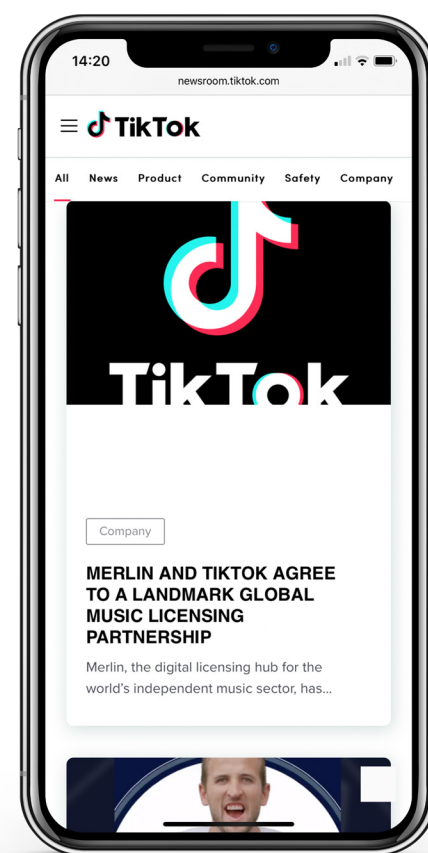 14:20
newsroom.tiktok.com
TikTok
All News Product Community Safety Company
TikTok
Company
MERLIN AND TIKTOK AGREE
TO A LANDMARK GLOBAL
MUSIC LICENSING
PARTNERSHIP
Merlin, the digital licensing hub for the
world's independent music sector, has...